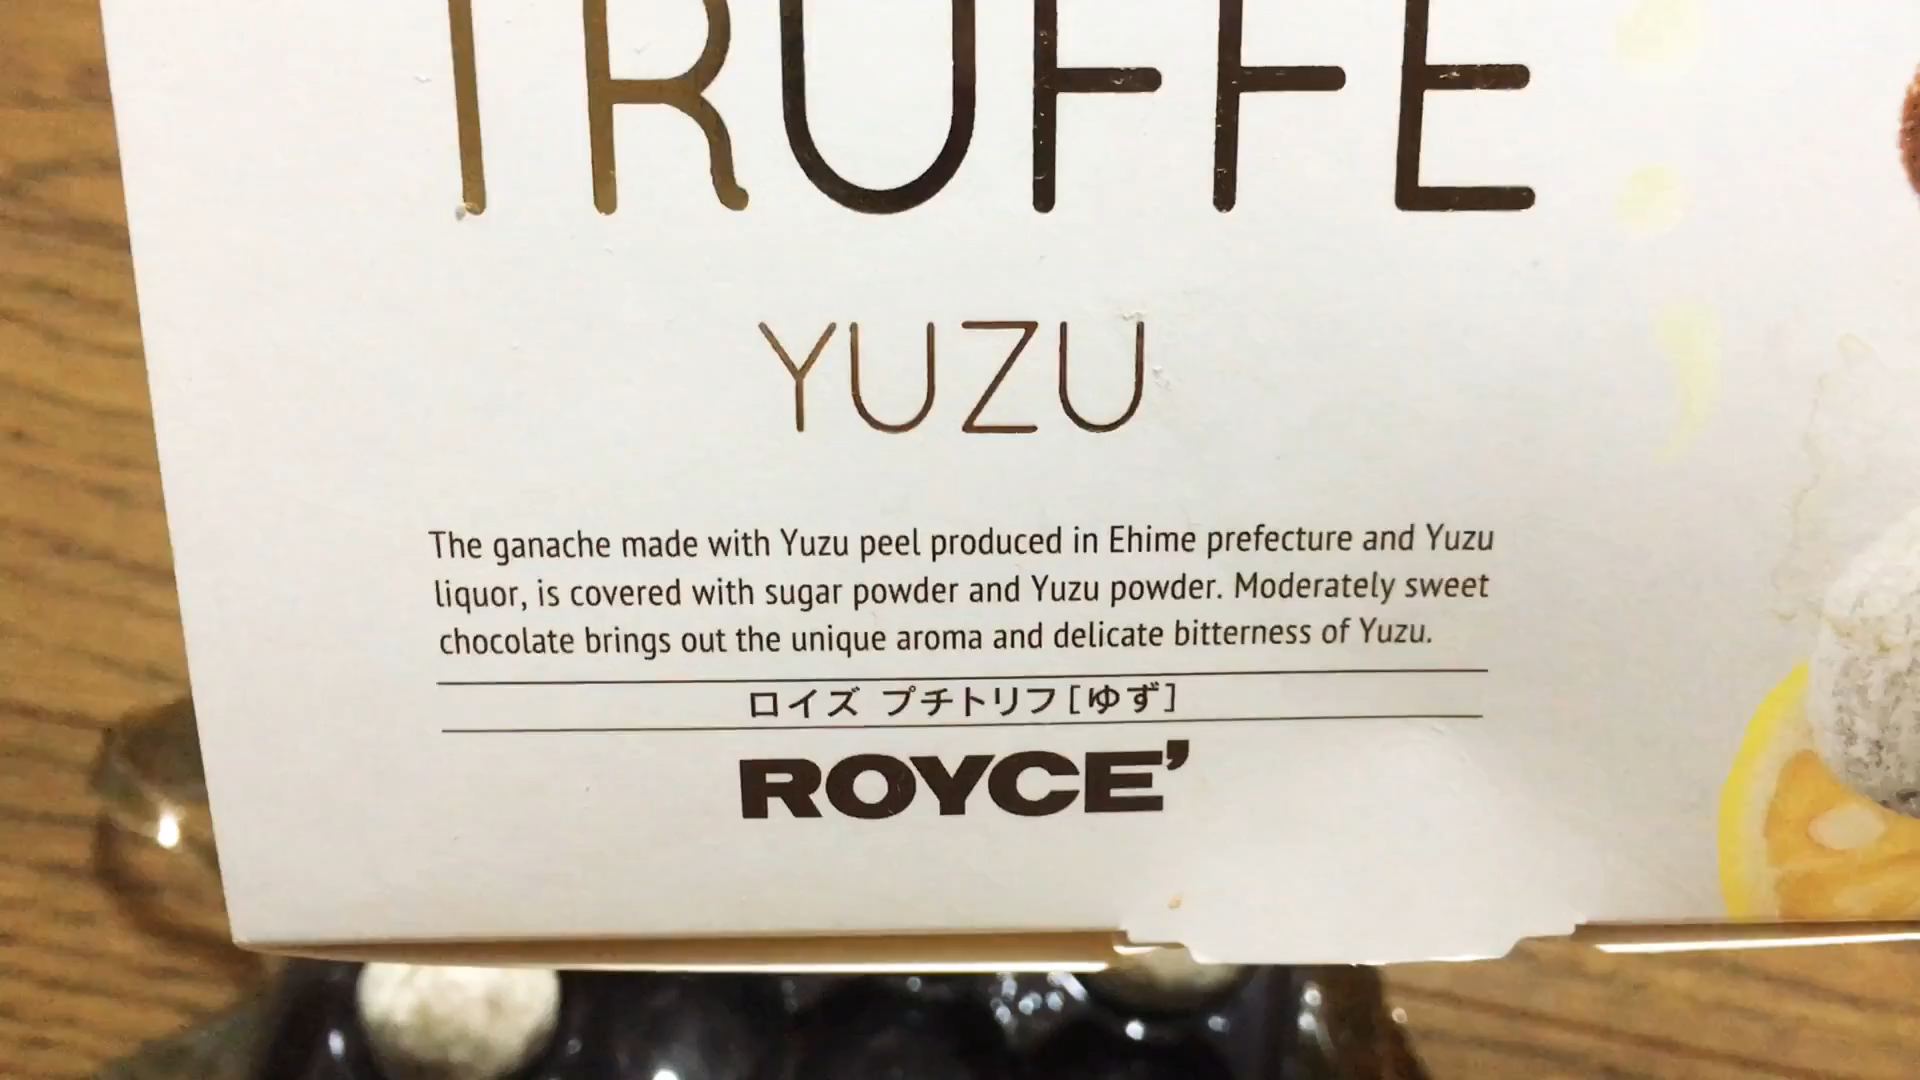 TRUFFE
YUZU
The ganache made with Yuzu peel produced in Ehime prefecture and Yuzu
liquor, is covered with sugar powder and Yuzu powder. Moderately sweet
chocolate brings out the unique aroma and delicate bitterness of Yuzu.
ロイズ プチトリフ[ゆず]
ROYCE’